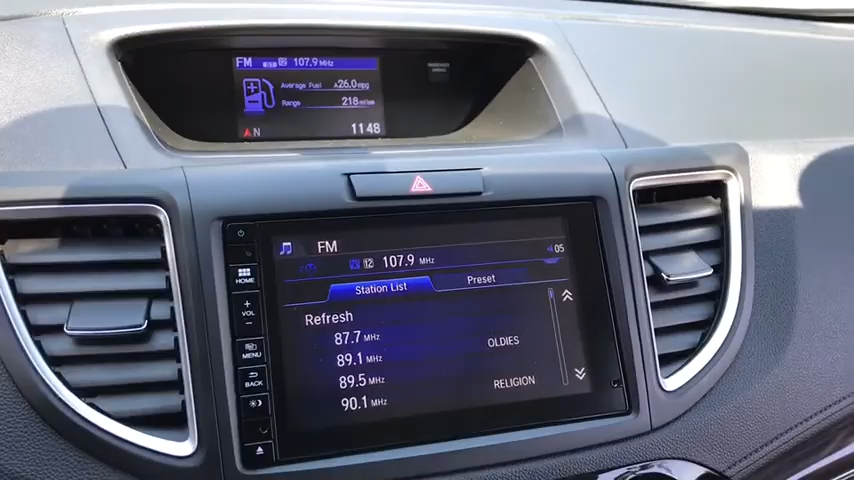 FM 107.9 MHz
Average Fuel 26.0 mpg
Range 218 miles
N 11:48
FM 05
12 107.9 MHz
HOME
Station List Preset
+
VOL
-
Refresh
87.7 MHz
MENU
89.1 MHz OLDIES
BACK
89.5 MHz
90.1 MHz RELIGION